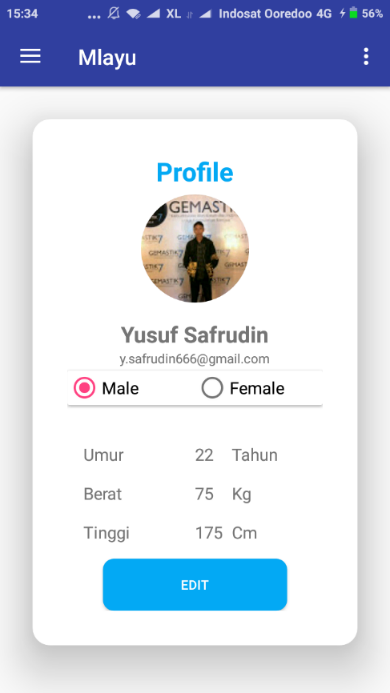 15:34 ... XL Indosat Ooredoo 4G 56%
Mlayu
Profile
GEMASTIK
GEMASTIK7
Yusuf Safrudin
y.safrudin666@gmail.com
Male Female
Umur 22 Tahun
Berat 75 Kg
Tinggi 175 Cm
EDIT